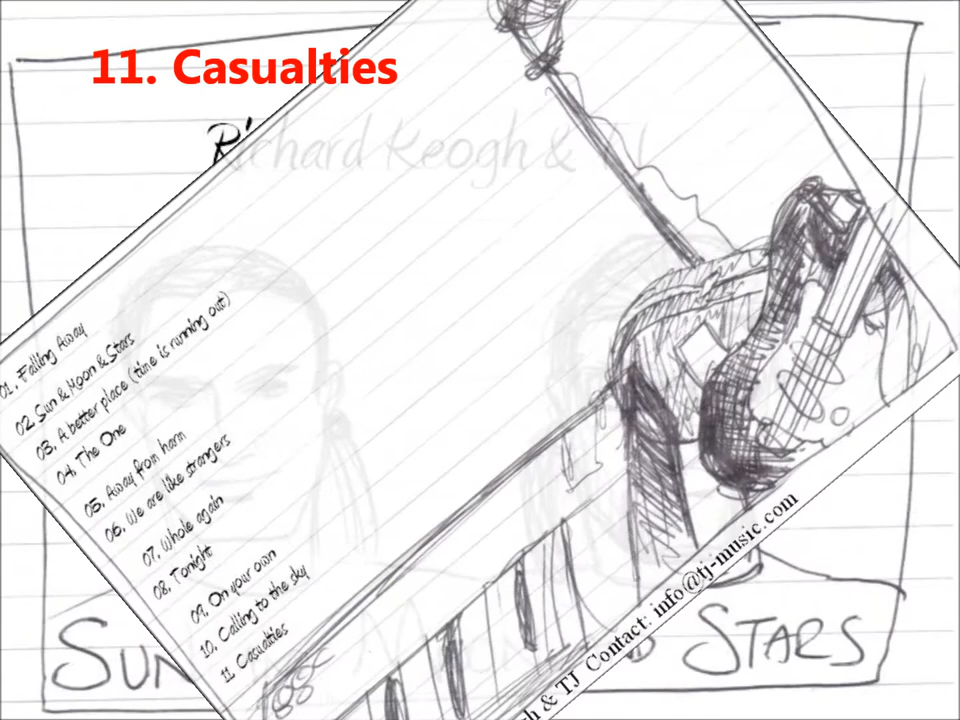 11. Casualties
Richard Keogh & TJ
01. Falling Away
02. Sun & Moon & Stars
03. A better place (time is running out)
04. The One
05. Away from harm
06. We are like strangers
07. Whole again
08. Tonight
09. On your own
10. Calling to the sky
11. Casualties
& TJ Contact: info@tj-music.com
SUN
STARS